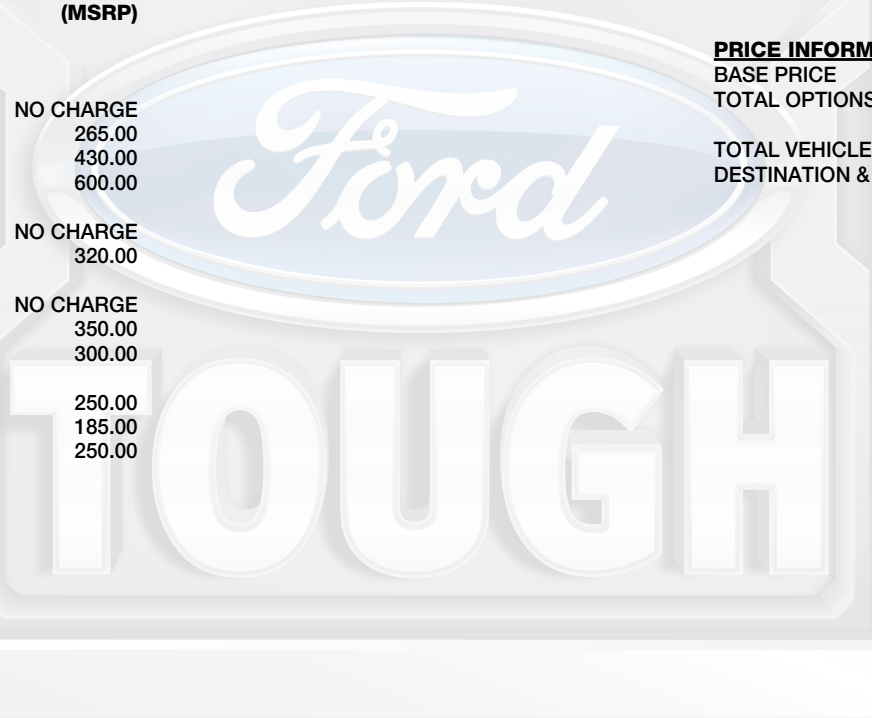 (MSRP)
NO CHARGE
265.00
430.00
600.00
NO CHARGE
320.00
NO CHARGE
350.00
300.00
250.00
185.00
250.00
PRICE INFORM
BASE PRICE
TOTAL OPTIONS
TOTAL VEHICLE
DESTINATION &
Ford
TOUGH